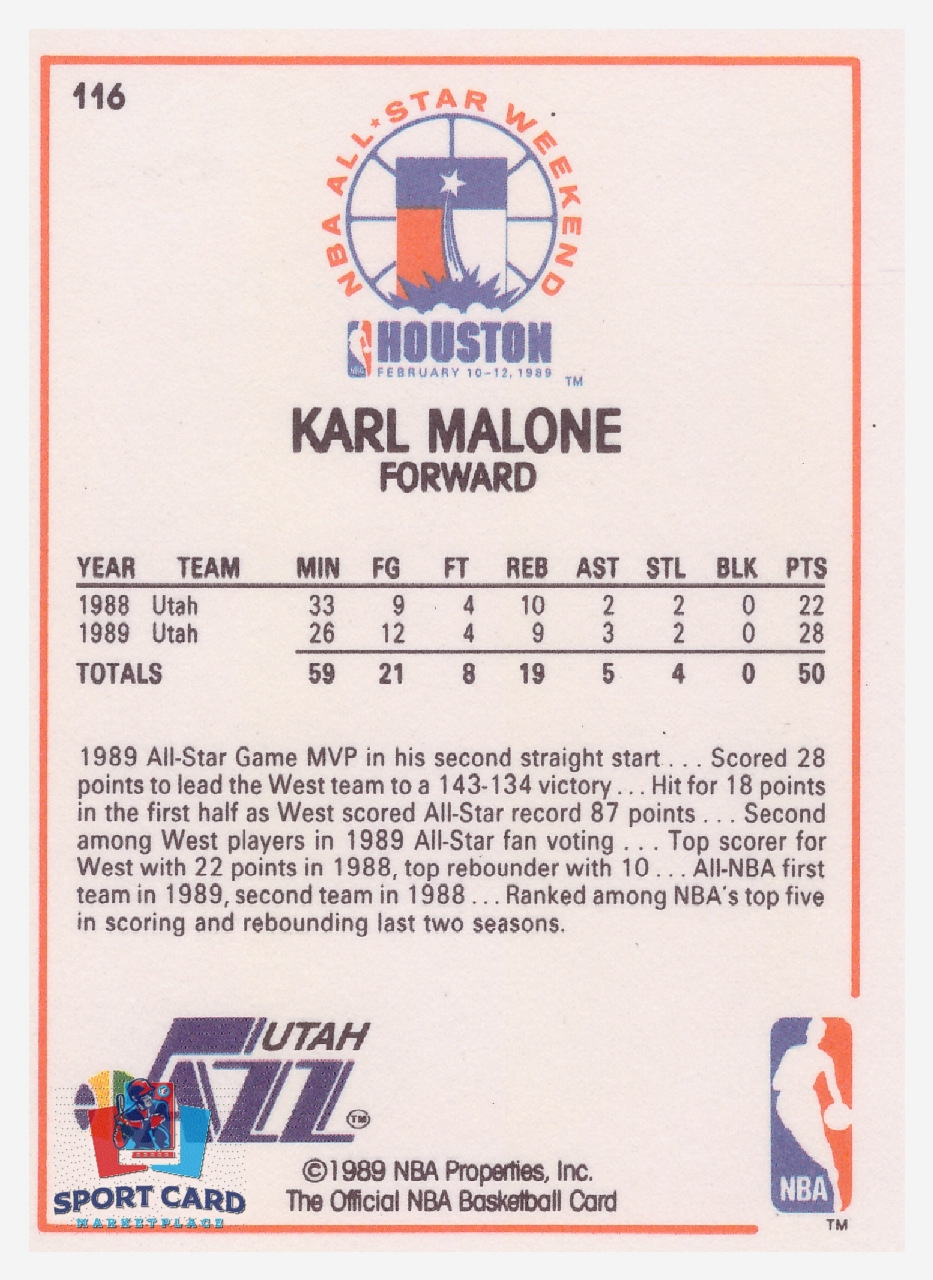 116
NBA ALL★STAR WEEKEND
NBA
HOUSTON
FEBRUARY 10-12, 1989
TM
KARL MALONE
FORWARD
YEAR TEAM MIN FG FT REB AST STL BLK PTS
1988 Utah 33 9 4 10 2 2 0 22
1989 Utah 26 12 4 9 3 2 0 28
TOTALS 59 21 8 19 5 4 0 50
1989 All-Star Game MVP in his second straight start . . . Scored 28
points to lead the West team to a 143-134 victory . . . Hit for 18 points
in the first half as West scored All-Star record 87 points . . . Second
among West players in 1989 All-Star fan voting . . . Top scorer for
West with 22 points in 1988, top rebounder with 10 . . . All-NBA first
team in 1989, second team in 1988 . . . Ranked among NBA's top five
in scoring and rebounding last two seasons.
UTAH
JAZZ
TM
©1989 NBA Properties, Inc.
The Official NBA Basketball Card
NBA
TM
SPORT CARD
MARKETPLACE